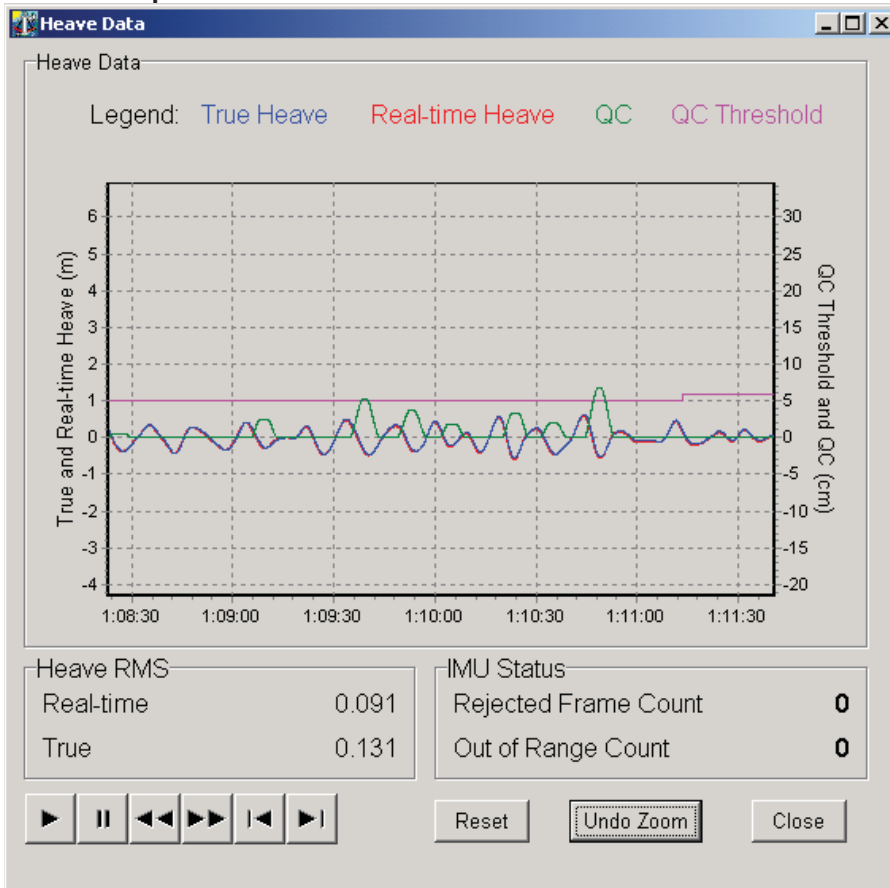 Heave Data
Heave Data
Legend: True Heave Real-time Heave QC QC Threshold
True and Real-time Heave (m)
6
5
4
3
2
1
0
-1
-2
-3
-4
30
25
20
15
10
5
0
-5
-10
-15
-20
QC Threshold and QC (cm)
1:08:30 1:09:00 1:09:30 1:10:00 1:10:30 1:11:00 1:11:30
Heave RMS
Real-time 0.091
True 0.131
IMU Status
Rejected Frame Count 0
Out of Range Count 0
Reset Undo Zoom Close